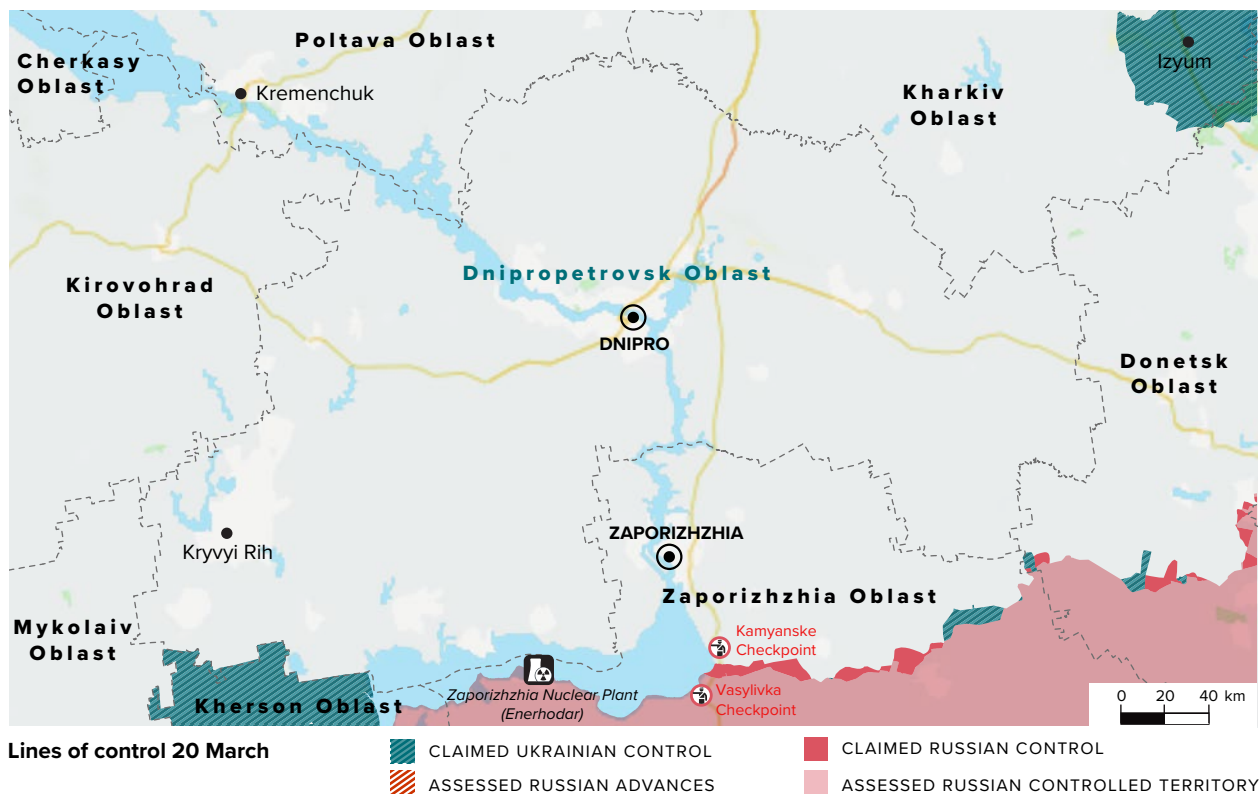 Poltava Oblast
Cherkasy
Oblast
Izyum
Kremenchuk
Kharkiv
Oblast
Dnipropetrovsk Oblast
Kirovohrad
Oblast
DNIPRO
Donetsk
Oblast
ZAPORIZHZHIA
Kryvyi Rih
Zaporizhzhia Oblast
Mykolaiv
Oblast
Kamyanske
Checkpoint
Zaporizhzhia Nuclear Plant
(Enerhodar)
Vasylivka
Checkpoint
Kherson Oblast
0 20 40 km
Lines of control 20 March
CLAIMED UKRAINIAN CONTROL
CLAIMED RUSSIAN CONTROL
ASSESSED RUSSIAN ADVANCES
ASSESSED RUSSIAN CONTROLLED TERRITORY